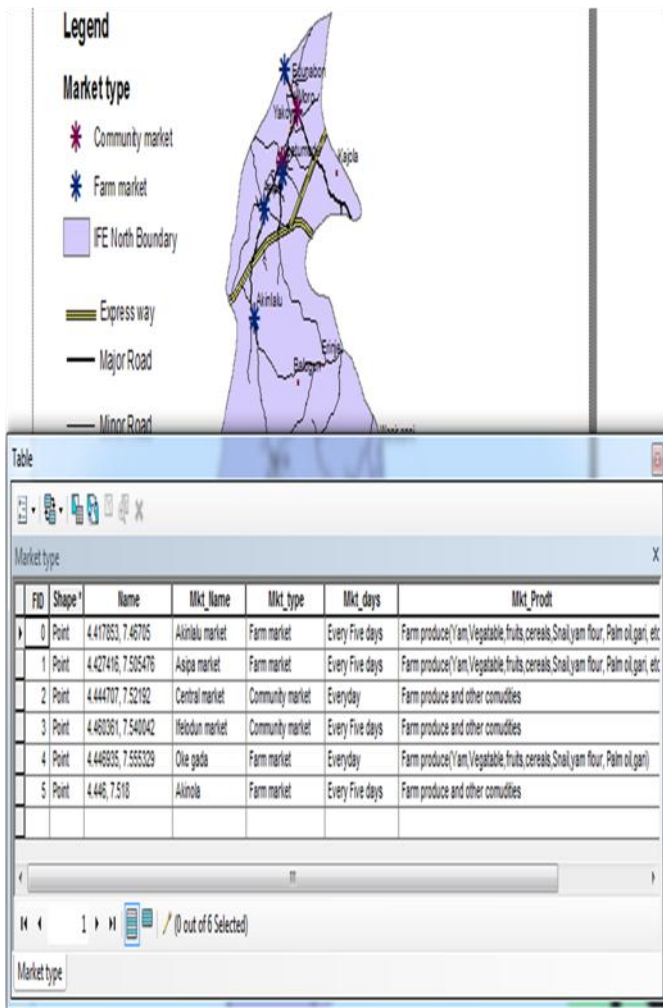 Legend
Market type
Community market
Farm market
IFE North Boundary
Express way
Major Road
Minor Road
Edunabon
Moro
Yakoyo
Kajola
Akinlalu
Erinje
Balogun
Table
Market type
FID Shape * Name Mkt_Name Mkt_type Mkt_days Mkt_Prodt
0 Point 4.417853, 7.46705 Akinlalu market Farm market Every Five days Farm produce(Yam,Vegatable,fruits,cereals,Snail,yam flour, Palm oil,gari, etc
1 Point 4.427416, 7.505476 Asipa market Farm market Every Five days Farm produce(Yam,Vegatable,fruits,cereals,Snail,yam flour, Palm oil,gari, etc
2 Point 4.444707, 7.52192 Central market Community market Everyday Farm produce and other comudities
3 Point 4.460361, 7.540042 Ifelodun market Community market Every Five days Farm produce and other comudities
4 Point 4.446935, 7.555329 Oke gada Farm market Everyday Farm produce(Yam,Vegatable,fruits,cereals,Snail,yam flour, Palm oil,gari)
5 Point 4.446, 7.518 Akinola Farm market Every Five days Farm produce and other comudities
1 (0 out of 6 Selected)
Market type